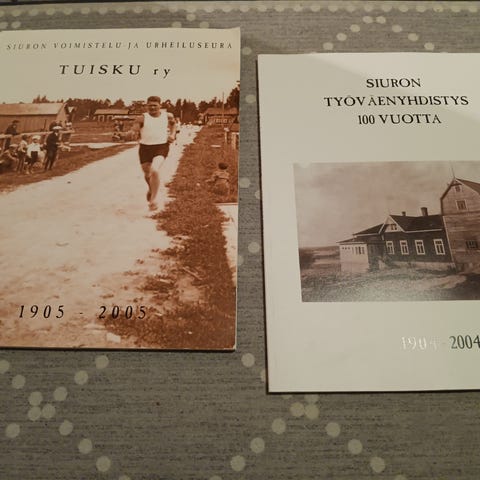 SIURON VOIMISTELU JA URHEILUSEURA
TUISKU ry
1905 - 2005
SIURON
TYÖVÄENYHDISTYS
100 VUOTTA
1904 - 2004